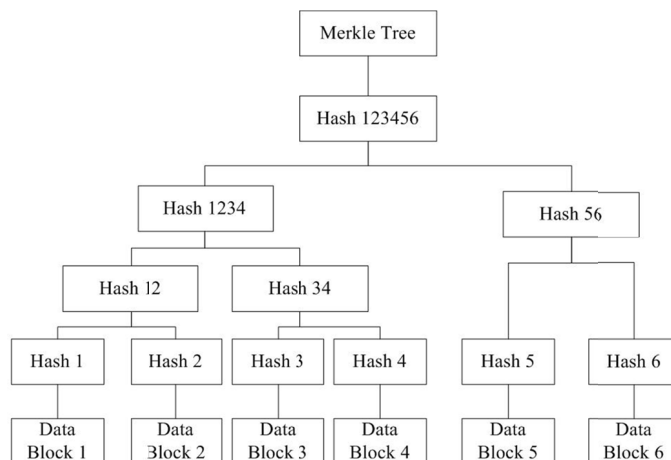 Merkle Tree
Hash 123456
Hash 1234
Hash 56
Hash 12
Hash 34
Hash 1
Hash 2
Hash 3
Hash 4
Hash 5
Hash 6
Data
Block 1
Data
Block 2
Data
Block 3
Data
Block 4
Data
Block 5
Data
Block 6